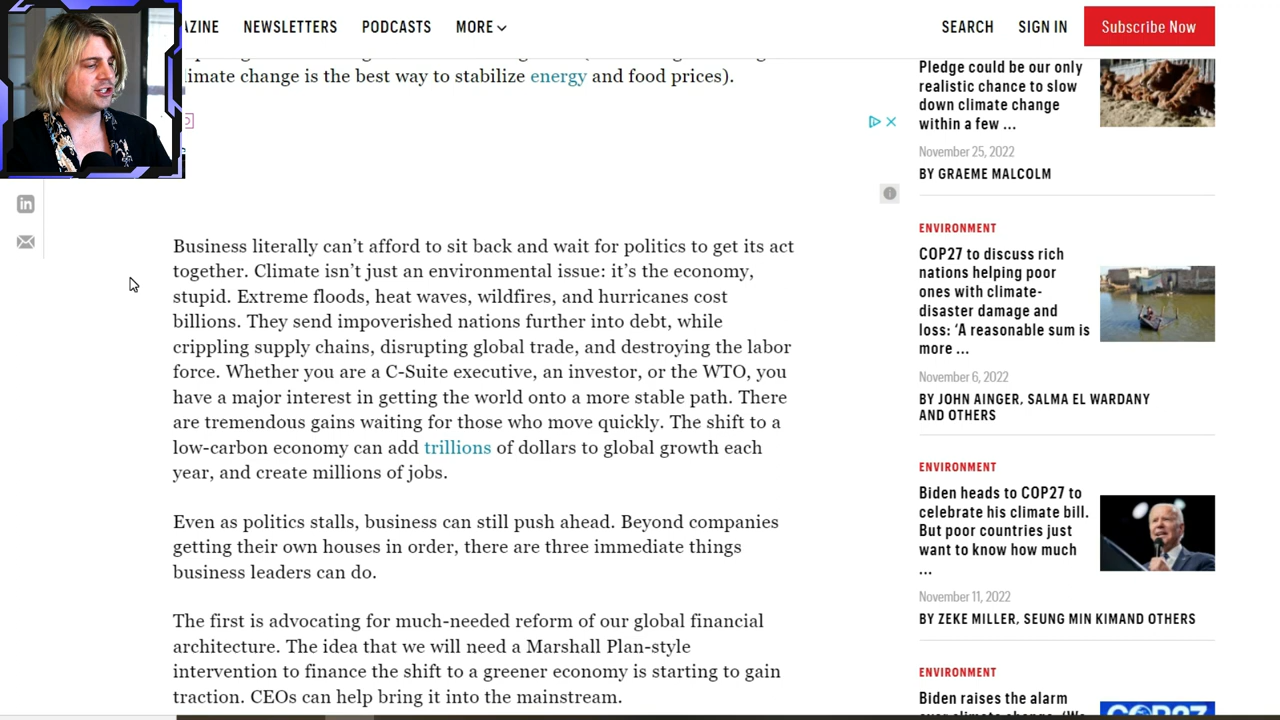 AZINE NEWSLETTERS PODCASTS MORE
SEARCH SIGN IN Subscribe Now
climate change is the best way to stabilize energy and food prices).
Business literally can’t afford to sit back and wait for politics to get its act
together. Climate isn’t just an environmental issue: it’s the economy,
stupid. Extreme floods, heat waves, wildfires, and hurricanes cost
billions. They send impoverished nations further into debt, while
crippling supply chains, disrupting global trade, and destroying the labor
force. Whether you are a C-Suite executive, an investor, or the WTO, you
have a major interest in getting the world onto a more stable path. There
are tremendous gains waiting for those who move quickly. The shift to a
low-carbon economy can add trillions of dollars to global growth each
year, and create millions of jobs.
Even as politics stalls, business can still push ahead. Beyond companies
getting their own houses in order, there are three immediate things
business leaders can do.
The first is advocating for much-needed reform of our global financial
architecture. The idea that we will need a Marshall Plan-style
intervention to finance the shift to a greener economy is starting to gain
traction. CEOs can help bring it into the mainstream.
Pledge could be our only
realistic chance to slow
down climate change
within a few ...
November 25, 2022
BY GRAEME MALCOLM
ENVIRONMENT
COP27 to discuss rich
nations helping poor
ones with climate-
disaster damage and
loss: ‘A reasonable sum is
more ...
November 6, 2022
BY JOHN AINGER, SALMA EL WARDANY
AND OTHERS
ENVIRONMENT
Biden heads to COP27 to
celebrate his climate bill.
But poor countries just
want to know how much
...
November 11, 2022
BY ZEKE MILLER, SEUNG MIN KIMAND OTHERS
ENVIRONMENT
Biden raises the alarm
over climate change: ‘We
COP27